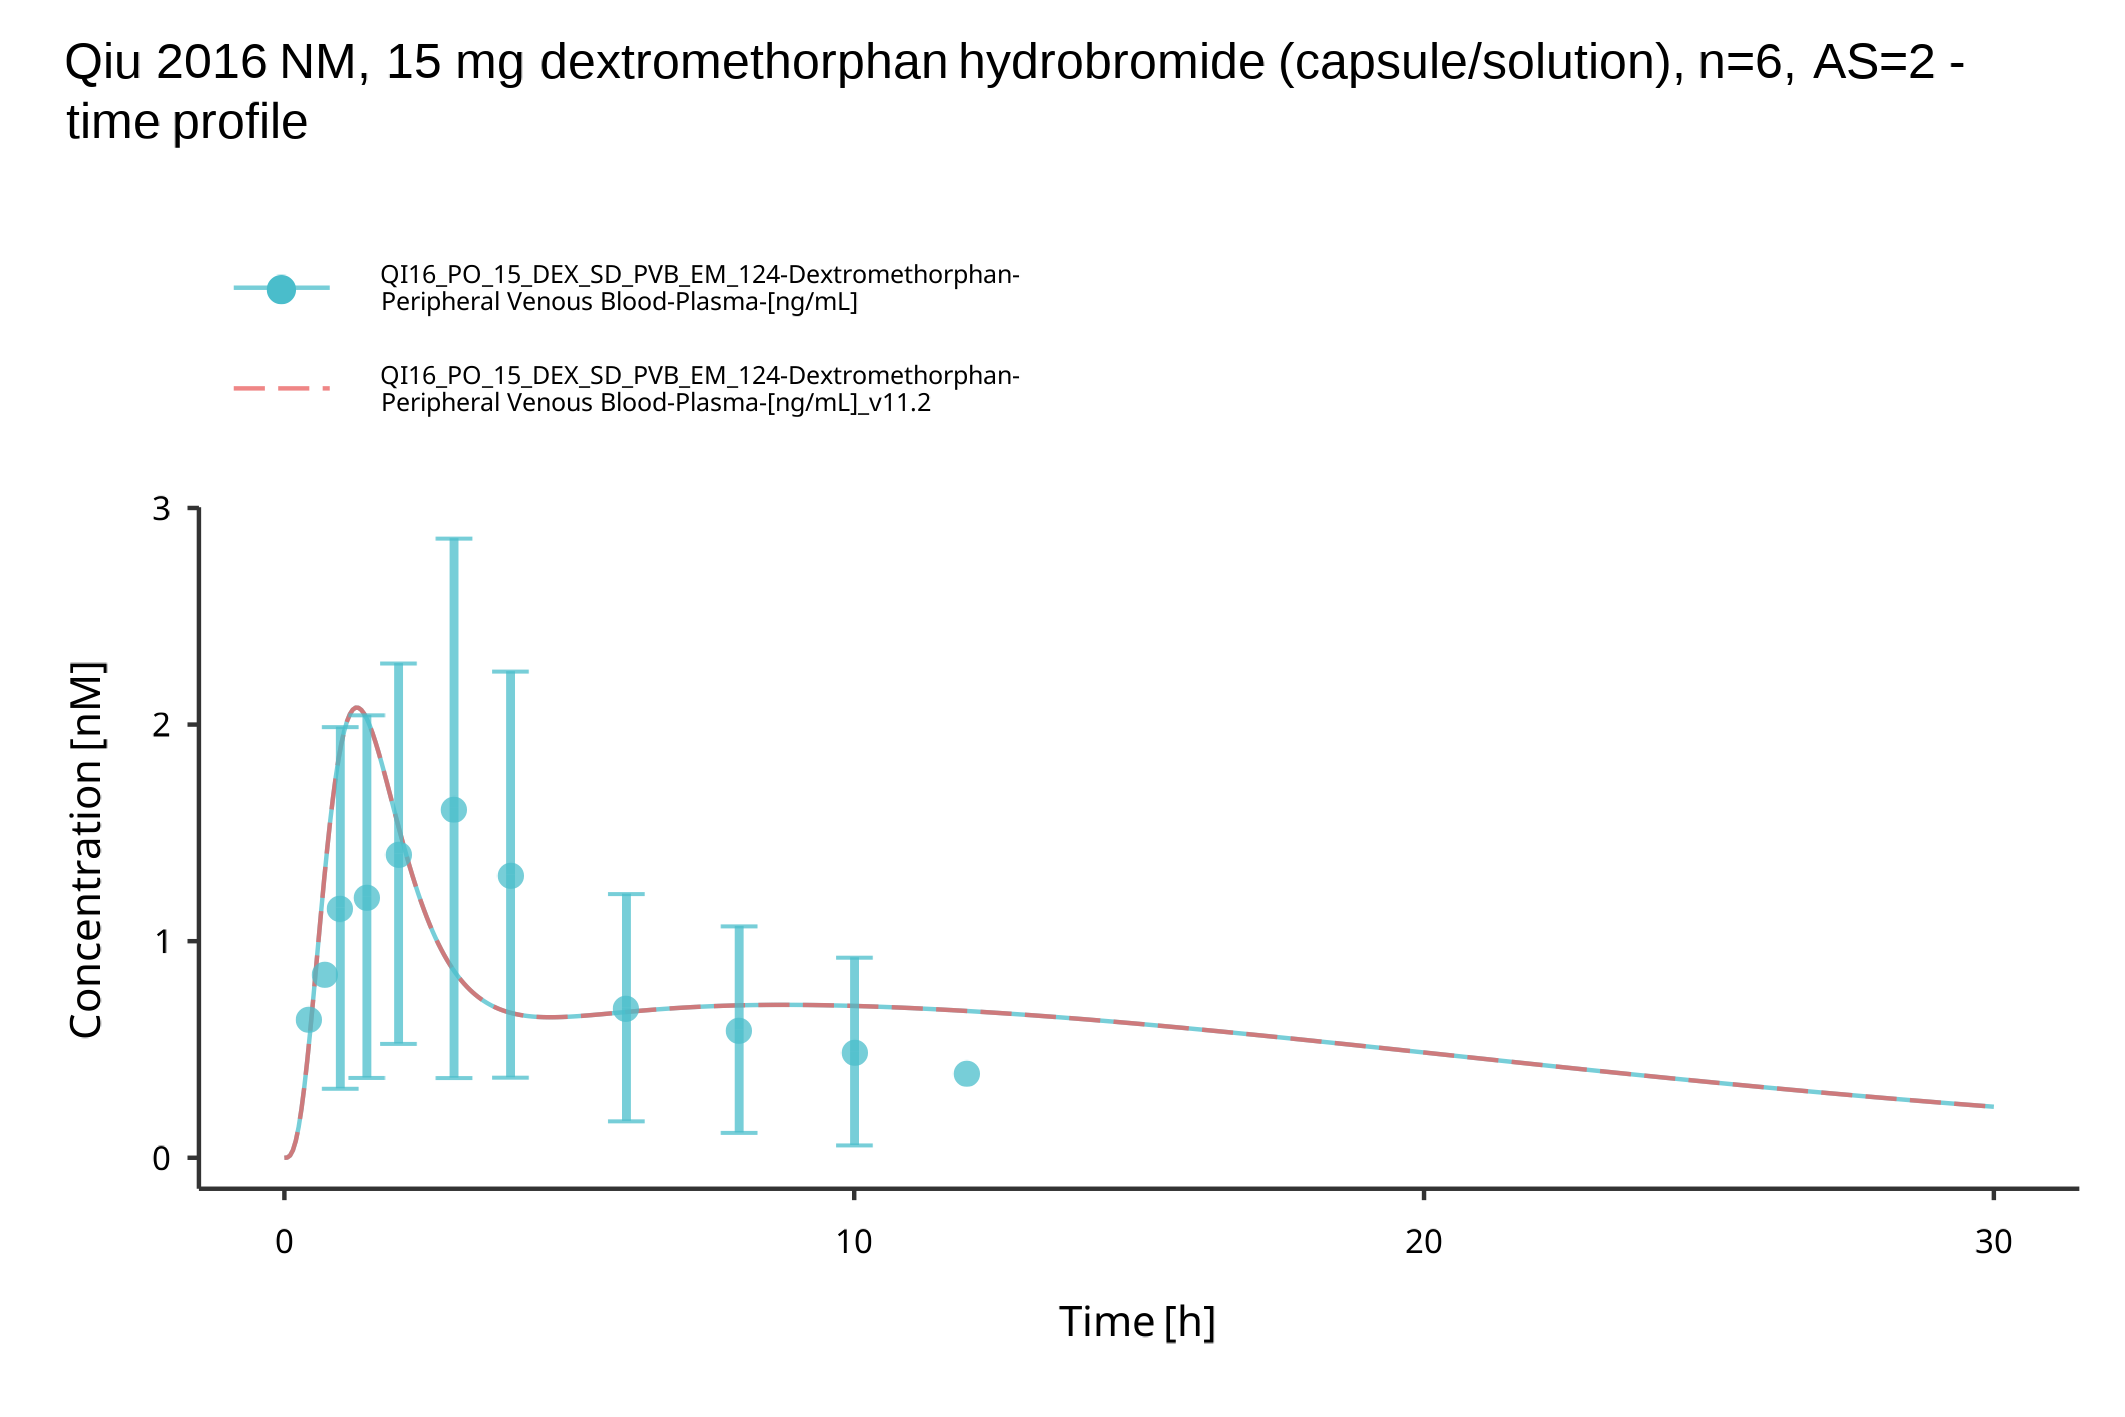 Qiu 2016 NM, 15 mg dextromethorphan hydrobromide (capsule/solution), n=6, AS=2 -
time profile
QI16_PO_15_DEX_SD_PVB_EM_124-Dextromethorphan-
Peripheral Venous Blood-Plasma-[ng/mL]
QI16_PO_15_DEX_SD_PVB_EM_124-Dextromethorphan-
Peripheral Venous Blood-Plasma-[ng/mL]_v11.2
3
2
1
0
Concentration [nM]
0 10 20 30
Time [h]